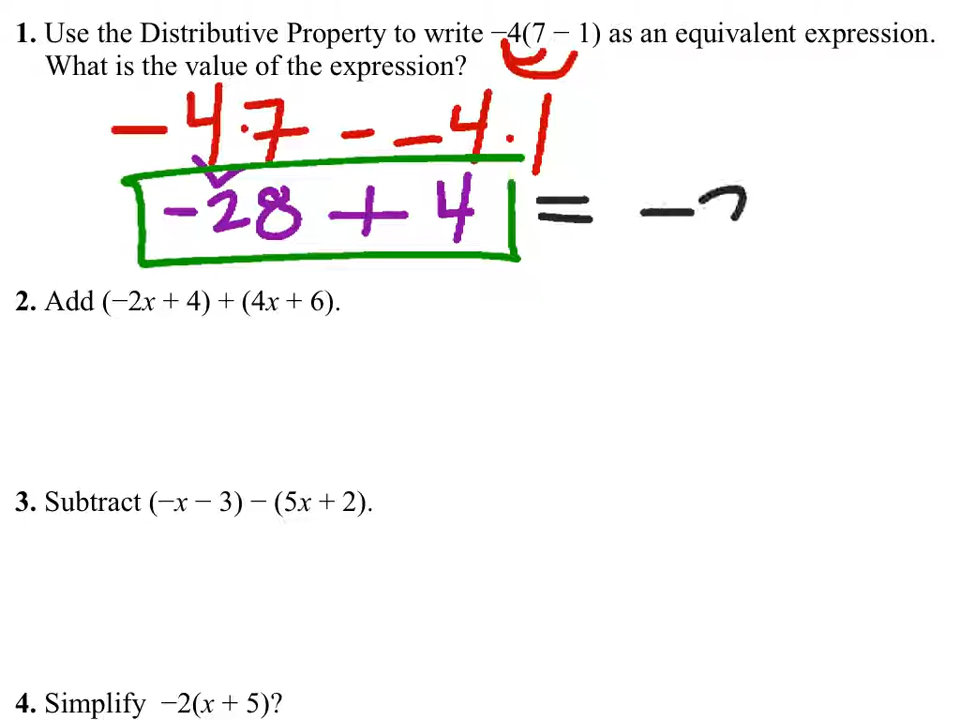 1. Use the Distributive Property to write −4(7 − 1) as an equivalent expression.
What is the value of the expression?
−4·7 − −4·1
−28 + 4 = −
2. Add (−2x + 4) + (4x + 6).
3. Subtract (−x − 3) − (5x + 2).
4. Simplify −2(x + 5)?